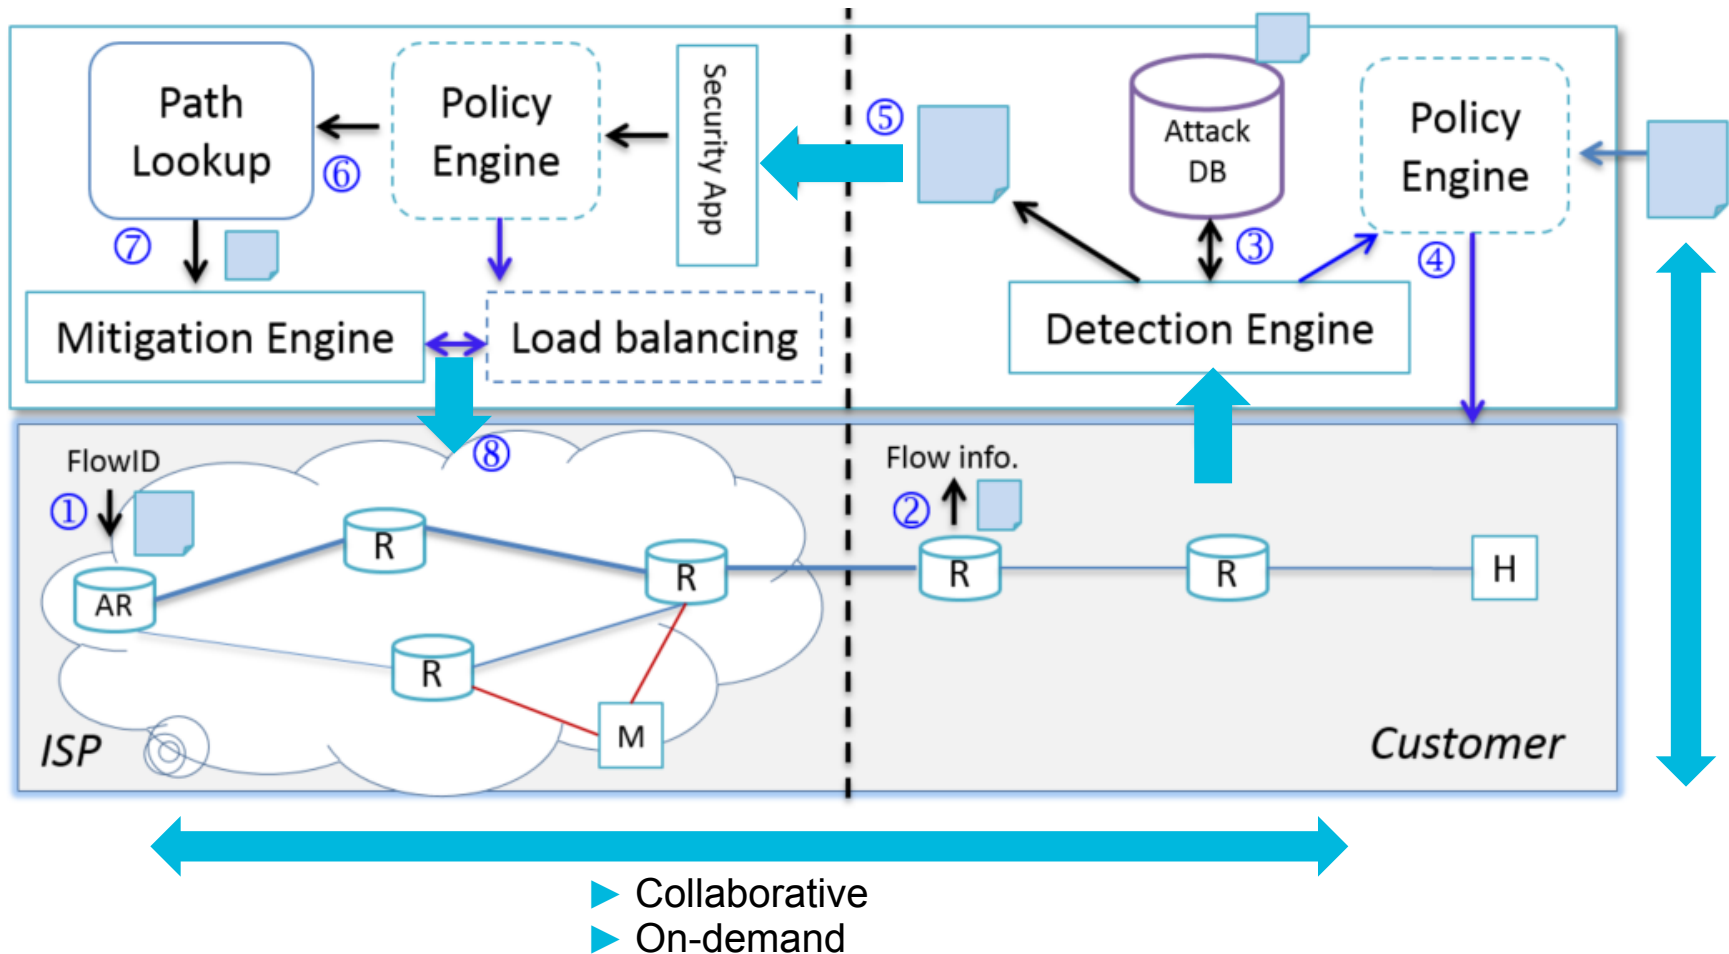 Path
Lookup
Policy
Engine
Security App
⑤
Attack
DB
Policy
Engine
⑥
⑦
③
④
Mitigation Engine
Load balancing
Detection Engine
FlowID
⑧
Flow info.
①
②
R
R
R
R
H
AR
R
M
ISP
Customer
Collaborative
On-demand